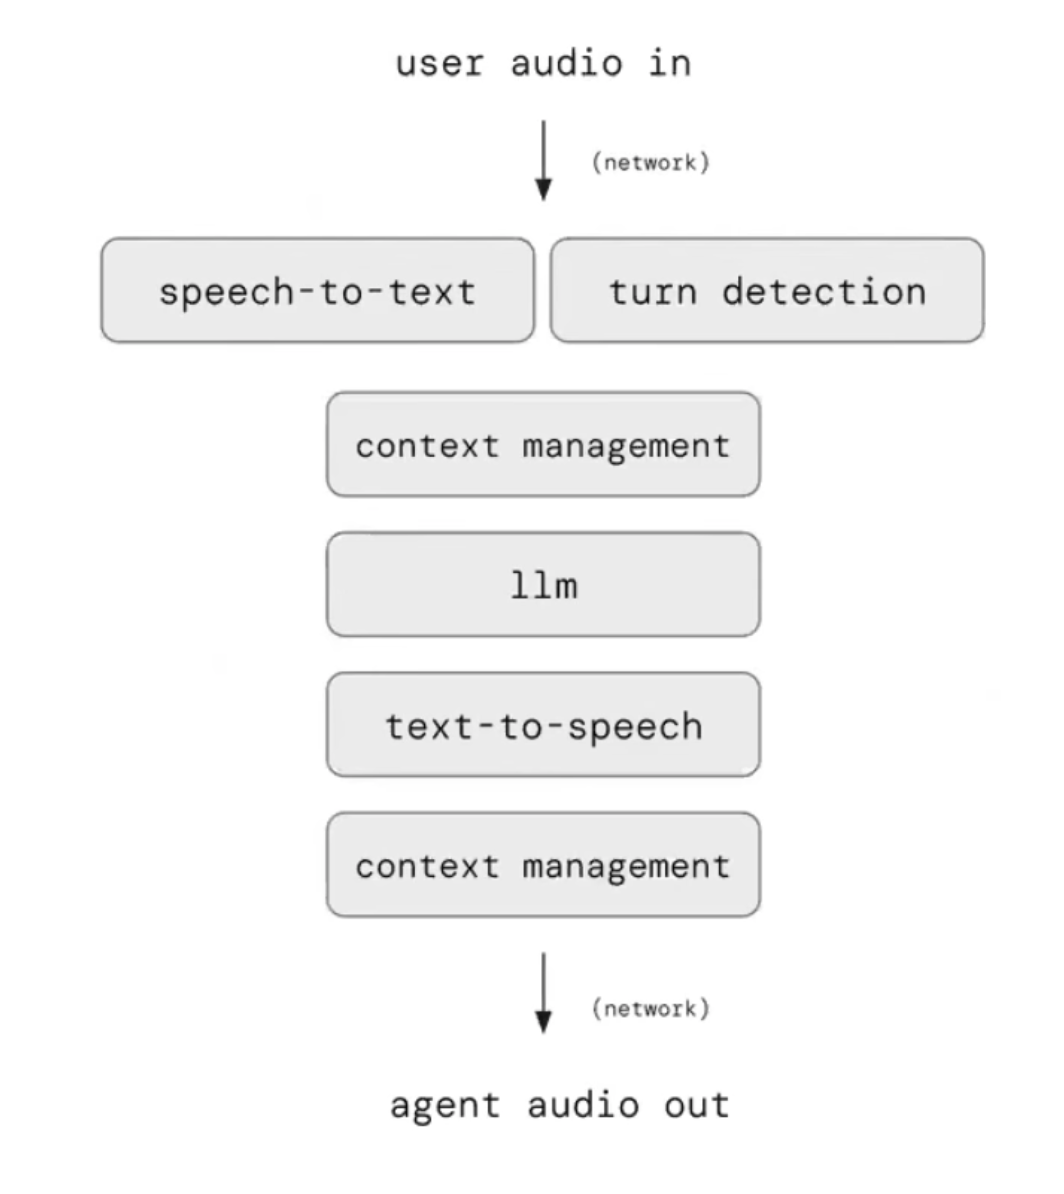 user audio in
(network)
speech-to-text
turn detection
context management
llm
text-to-speech
context management
(network)
agent audio out